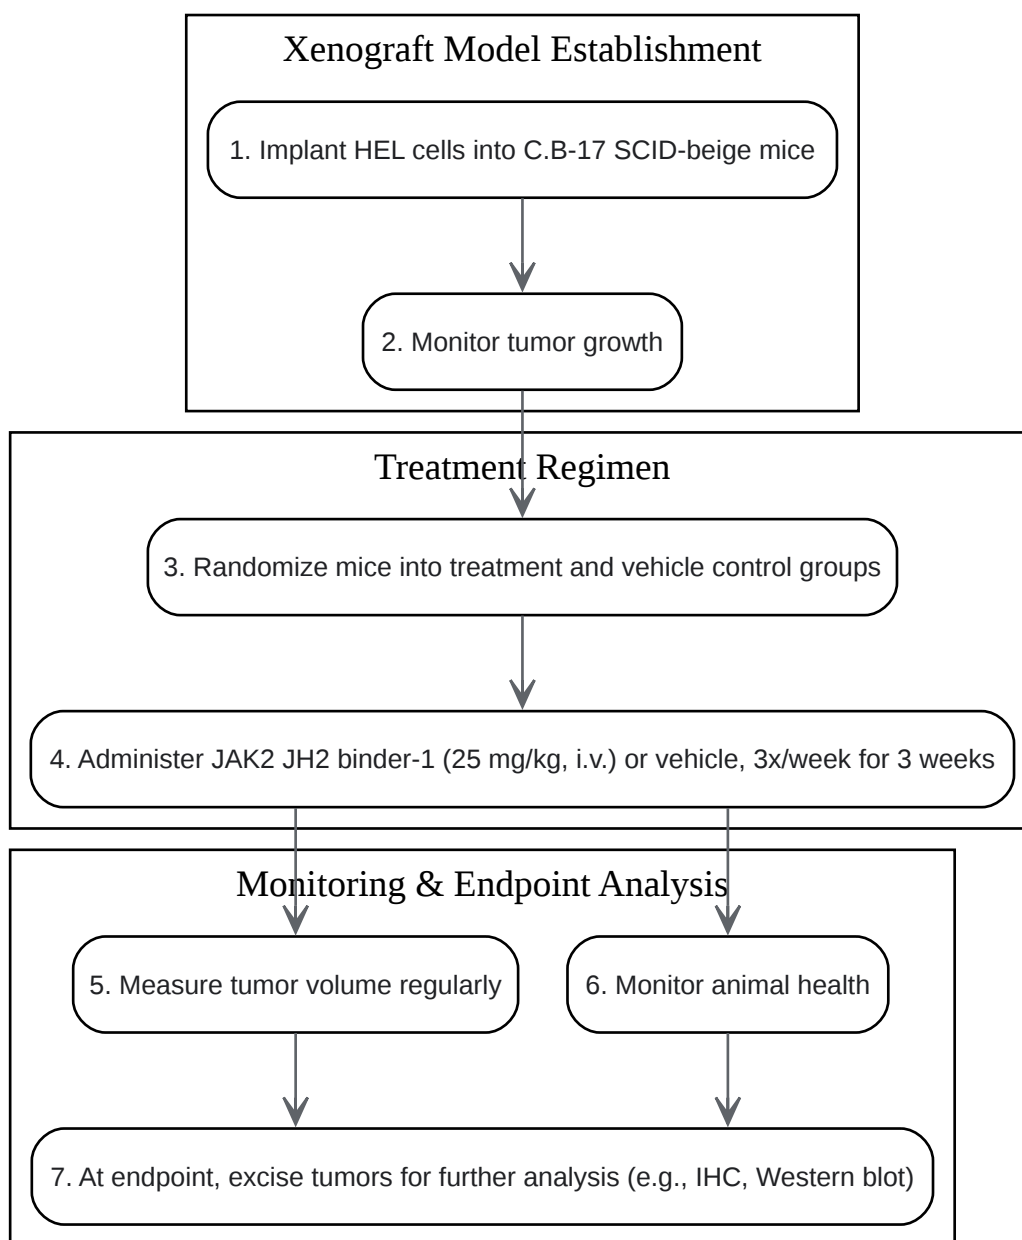 Xenograft Model Establishment
1. Implant HEL cells into C.B-17 SCID-beige mice
2. Monitor tumor growth
Treatment Regimen
3. Randomize mice into treatment and vehicle control groups
4. Administer JAK2 JH2 binder-1 (25 mg/kg, i.v.) or vehicle, 3x/week for 3 weeks
Monitoring & Endpoint Analysis
5. Measure tumor volume regularly
6. Monitor animal health
7. At endpoint, excise tumors for further analysis (e.g., IHC, Western blot)